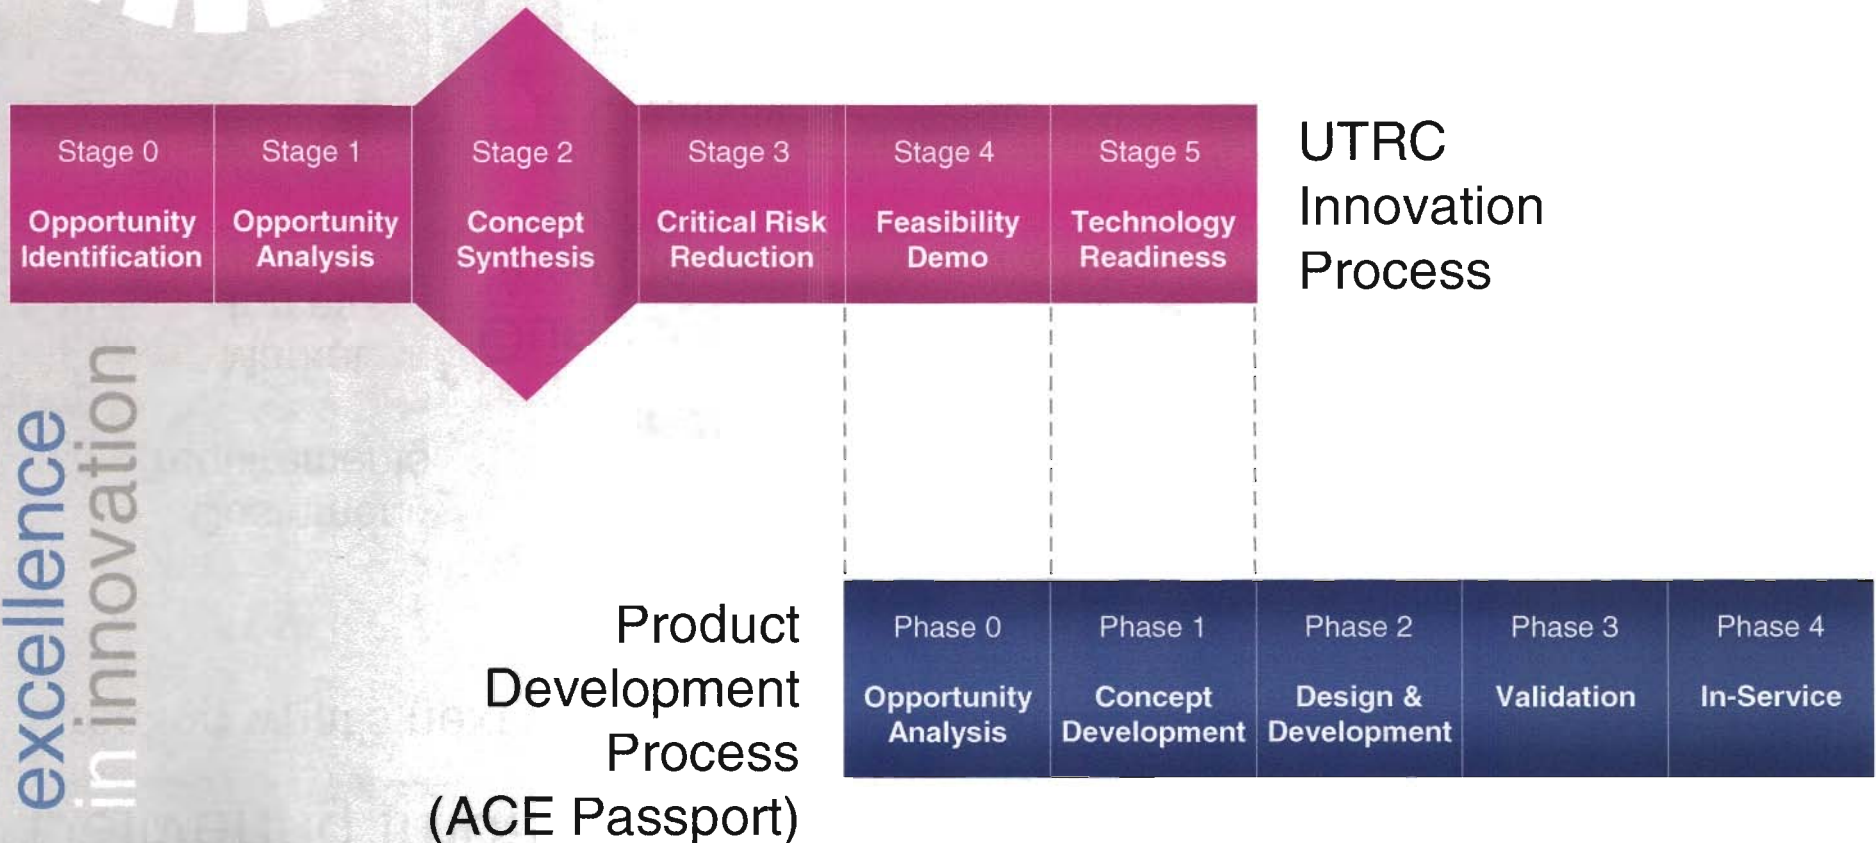 Stage 0
Opportunity
Identification
Stage 1
Opportunity
Analysis
Stage 2
Concept
Synthesis
Stage 3
Critical Risk
Reduction
Stage 4
Feasibility
Demo
Stage 5
Technology
Readiness
UTRC
Innovation
Process
excellence
in innovation
Product
Development
Process
(ACE Passport)
Phase 0
Opportunity
Analysis
Phase 1
Concept
Development
Phase 2
Design &
Development
Phase 3
Validation
Phase 4
In-Service